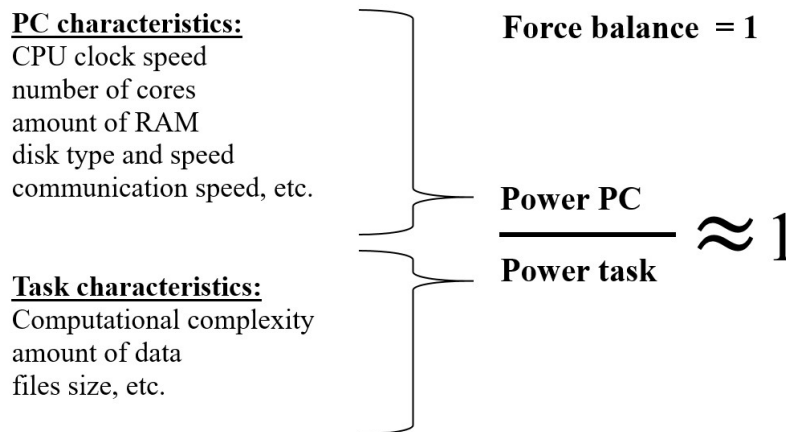 PC characteristics:
CPU clock speed
number of cores
amount of RAM
disk type and speed
communication speed, etc.
Task characteristics:
Computational complexity
amount of data
files size, etc.
Force balance = 1
Power PC
Power task
≈ 1